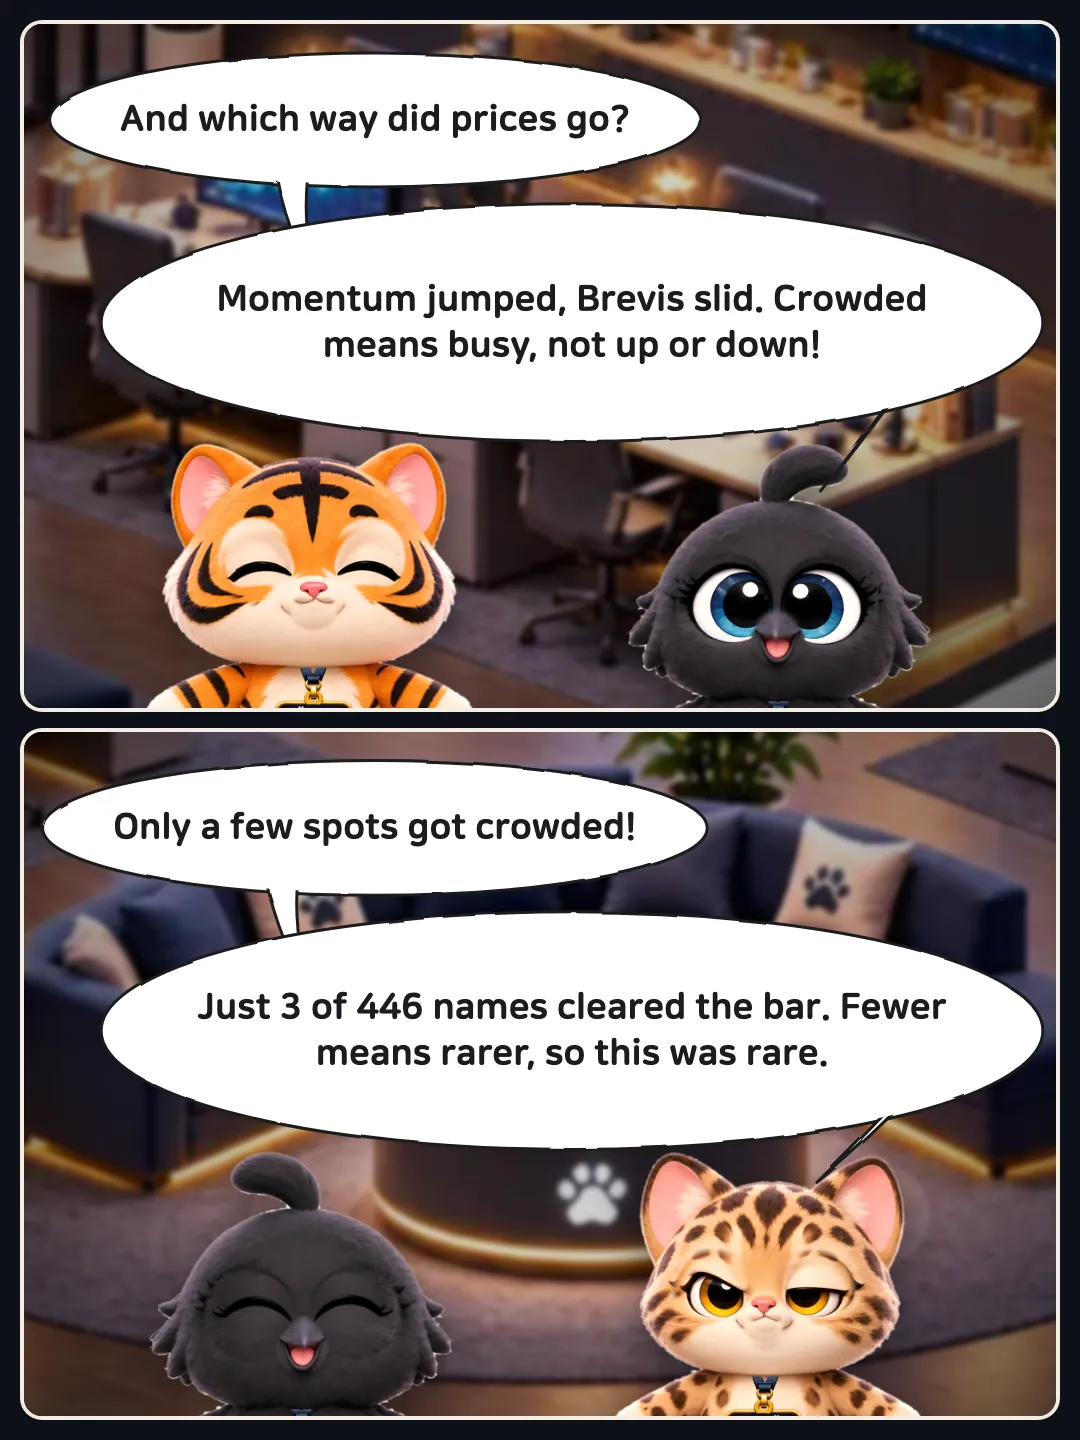 And which way did prices go?
Momentum jumped, Brevis slid. Crowded
means busy, not up or down!
Only a few spots got crowded!
Just 3 of 446 names cleared the bar. Fewer
means rarer, so this was rare.